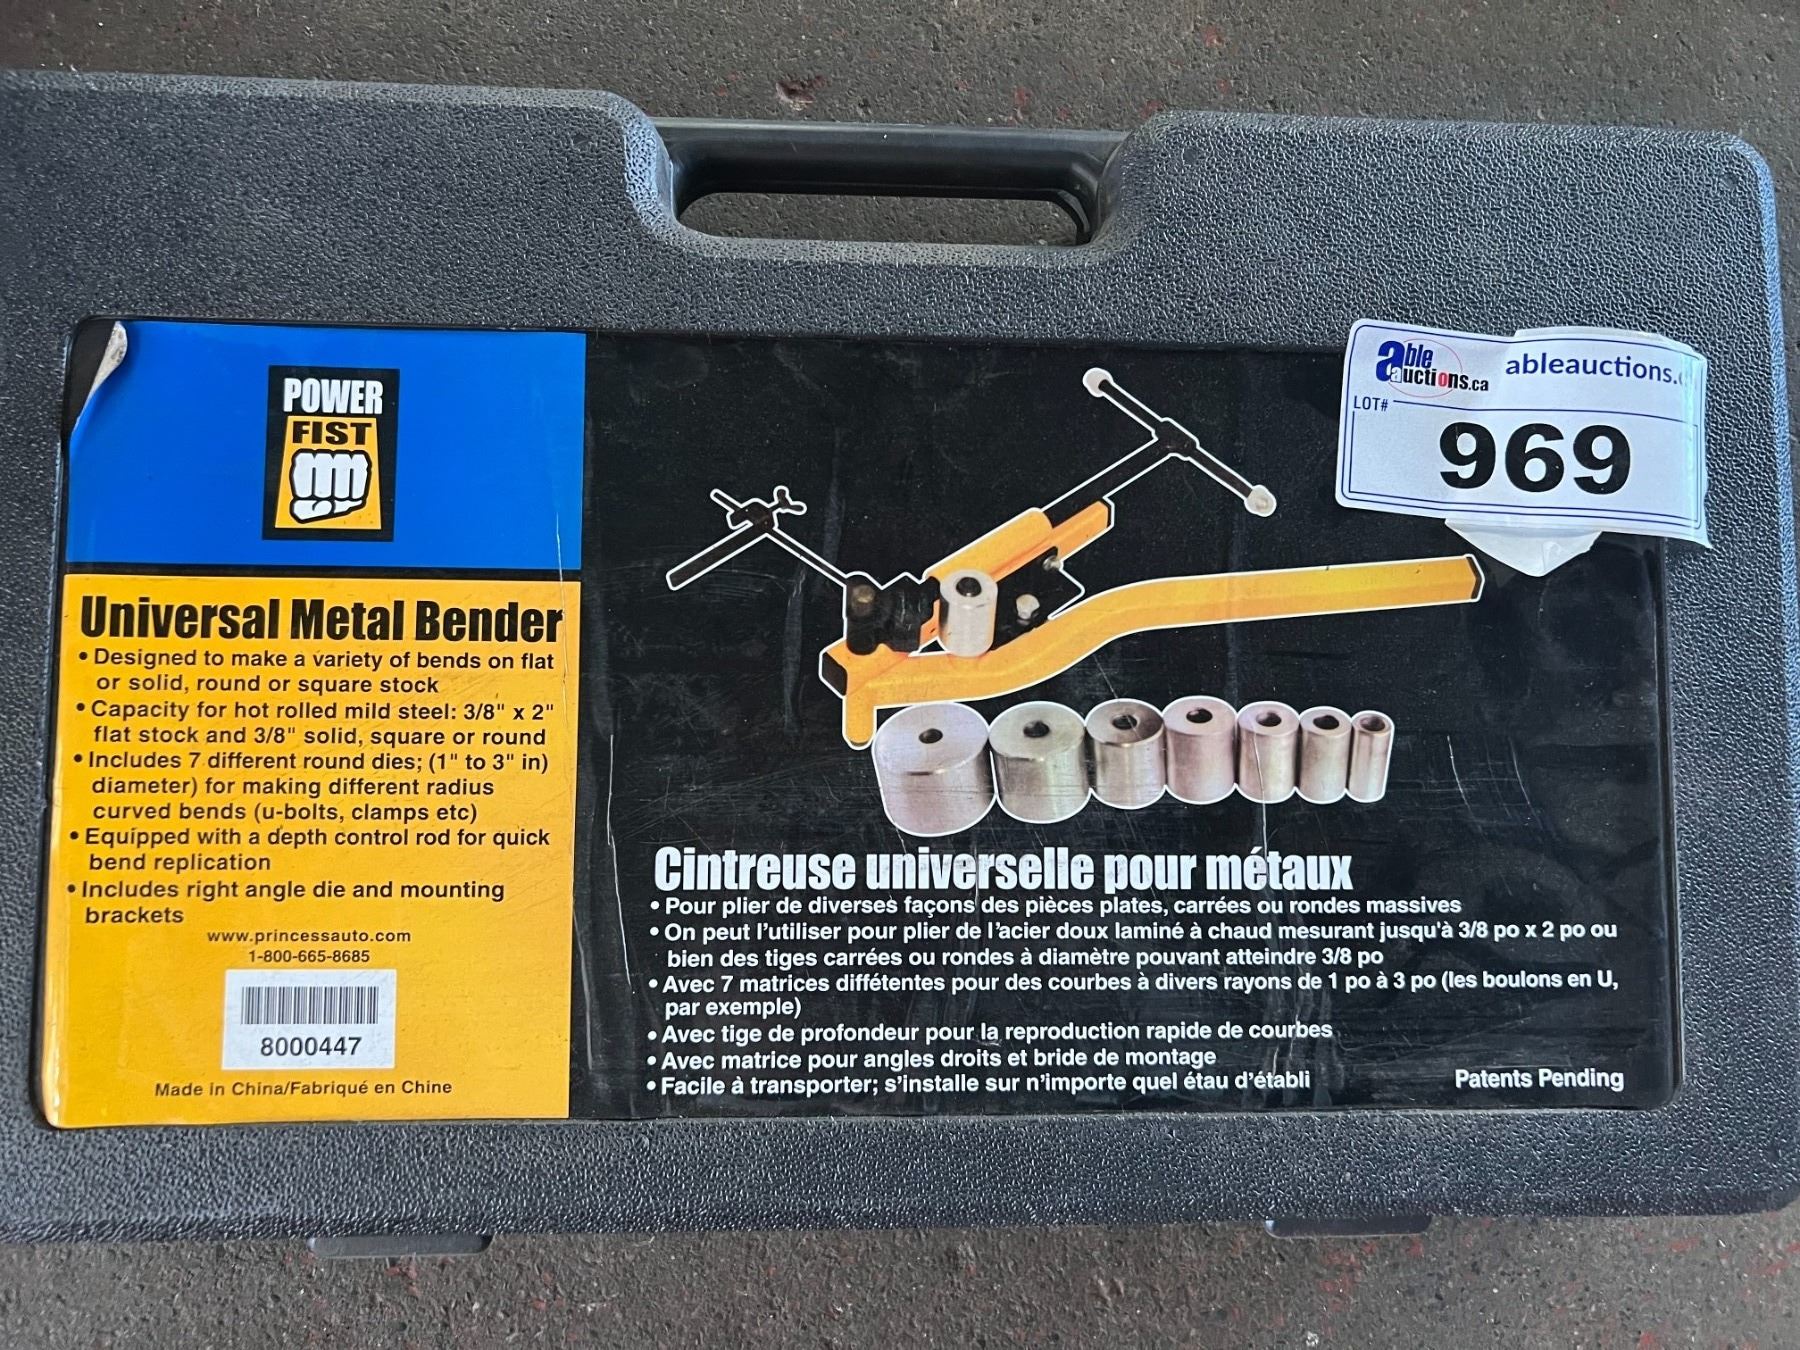 POWER
FIST
Universal Metal Bender
• Designed to make a variety of bends on flat
or solid, round or square stock
• Capacity for hot rolled mild steel: 3/8" x 2"
flat stock and 3/8" solid, square or round
• Includes 7 different round dies; (1" to 3" in)
diameter) for making different radius
curved bends (u-bolts, clamps etc)
• Equipped with a depth control rod for quick
bend replication
• Includes right angle die and mounting
brackets
www.princessauto.com
1-800-665-8685
8000447
Made in China/Fabriqué en Chine
able auctions.ca
ableauctions.
LOT#
969
Cintreuse universelle pour métaux
• Pour plier de diverses façons des pièces plates, carrées ou rondes massives
• On peut l'utiliser pour plier de l'acier doux laminé à chaud mesurant jusqu'à 3/8 po x 2 po ou
bien des tiges carrées ou rondes à diamètre pouvant atteindre 3/8 po
• Avec 7 matrices diffétentes pour des courbes à divers rayons de 1 po à 3 po (les boulons en U,
par exemple)
• Avec tige de profondeur pour la reproduction rapide de courbes
• Avec matrice pour angles droits et bride de montage
• Facile à transporter; s'installe sur n'importe quel étau d'établi
Patents Pending